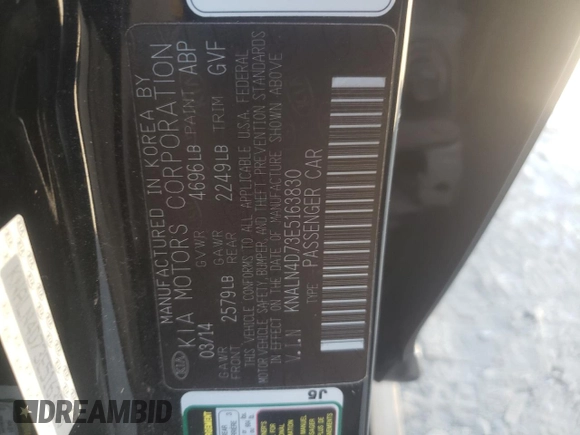 MANUFACTURED IN KOREA BY
KIA KIA MOTORS CORPORATION
03/14 GVWR 4696LB PAINT ABP
GAWR FRONT 2579LB GAWR REAR 2249LB TRIM GVF
THIS VEHICLE CONFORMS TO ALL APPLICABLE U.S.A. FEDERAL
MOTOR VEHICLE SAFETY, BUMPER, AND THEFT PREVENTION STANDARDS
IN EFFECT ON THE DATE OF MANUFACTURE SHOWN ABOVE.
V.I.N KNALN4D73E5163830
TYPE: PASSENGER CAR
J6
DREAMBID